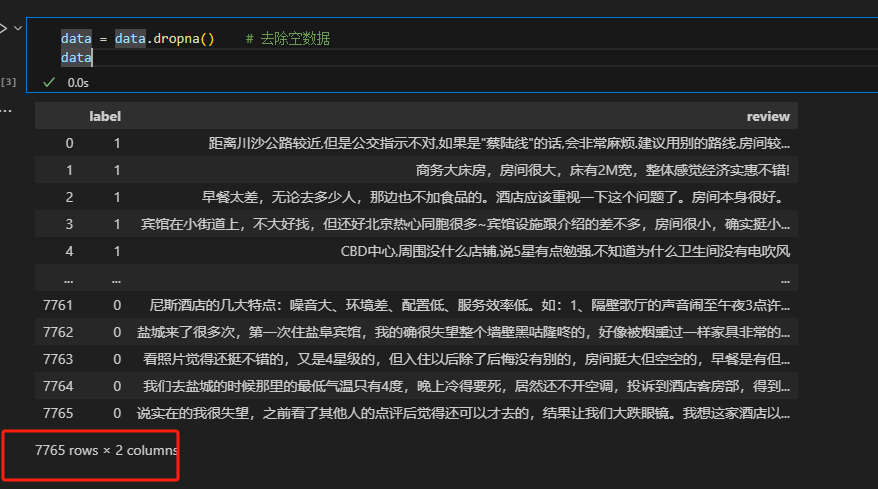 data = data.dropna()    # 去除空数据
data
[3] ✓ 0.0s
...
label review
0 1 距离川沙公路较近,但是公交指示不对,如果是"蔡陆线"的话,会非常麻烦.建议用别的路线.房间较...
1 1 商务大床房，房间很大，床有2M宽，整体感觉经济实惠不错!
2 1 早餐太差，无论去多少人，那边也不加食品的。酒店应该重视一下这个问题了。房间本身很好。
3 1 宾馆在小街道上，不大好找，但还好北京热心同胞很多~宾馆设施跟介绍的差不多，房间很小，确实挺小...
4 1 CBD中心,周围没什么店铺,说5星有点勉强.不知道为什么卫生间没有电吹风
... ... ...
7761 0 尼斯酒店的几大特点：噪音大、环境差、配置低、服务效率低。如：1、隔壁歌厅的声音闹至午夜3点许...
7762 0 盐城来了很多次，第一次住盐阜宾馆，我的确很失望整个墙壁黑咕隆咚的，好像被烟熏过一样家具非常的...
7763 0 看照片觉得还挺不错的，又是4星级的，但入住以后除了后悔没有别的，房间挺大但空空的，早餐是有但...
7764 0 我们去盐城的时候那里的最低气温只有4度，晚上冷得要死，居然还不开空调，投诉到酒店客房部，得到...
7765 0 说实在的我很失望，之前看了其他人的点评后觉得还可以才去的，结果让我们大跌眼镜。我想这家酒店以...
7765 rows × 2 columns